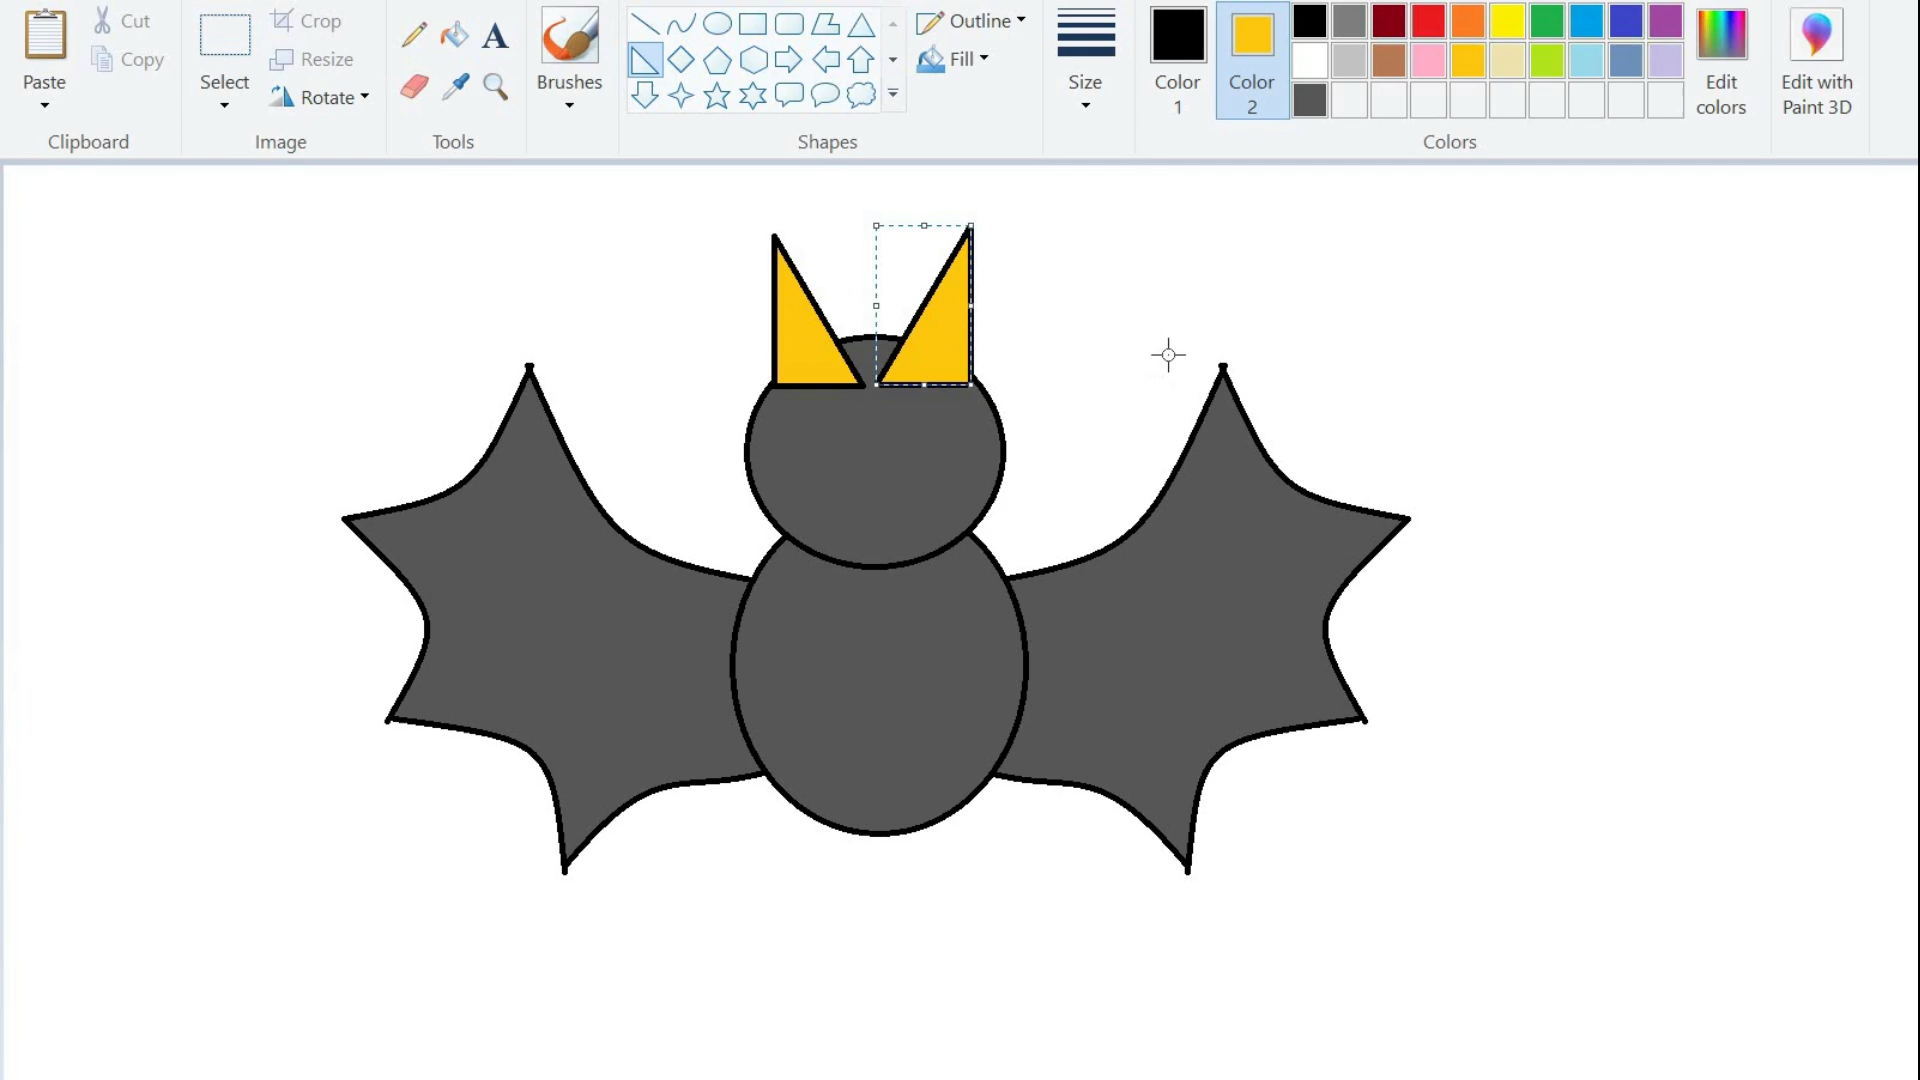 Paste
Cut
Copy
Clipboard
Select
Crop
Resize
Rotate
Image
A
Tools
Brushes
Shapes
Outline
Fill
Size
Color
1
Color
2
Colors
Edit
colors
Edit with
Paint 3D